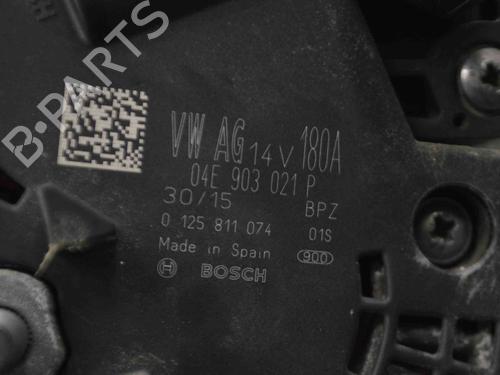 B-PARTS
VW AG 14V 180A
04E 903 021 P
30/15 BPZ
0 125 811 074 01S
Made in Spain 900
BOSCH